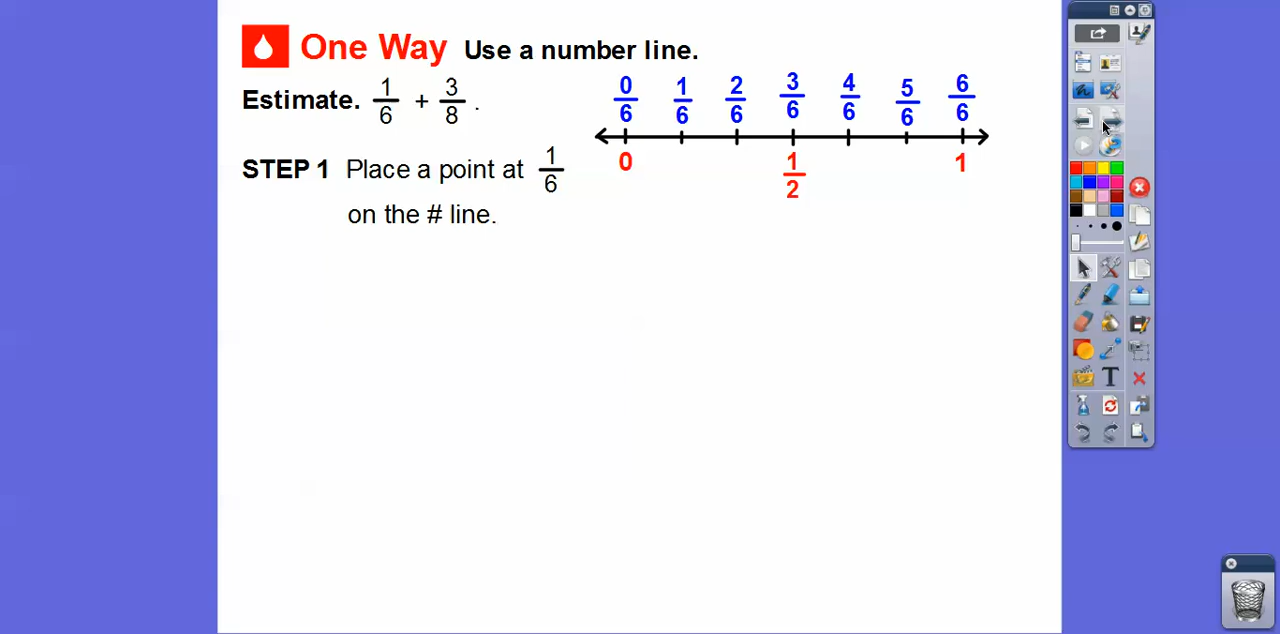 One Way Use a number line.
Estimate. 1/6 + 3/8 .
0/6 1/6 2/6 3/6 4/6 5/6 6/6
0 1/2 1
STEP 1 Place a point at 1/6
on the # line.
T